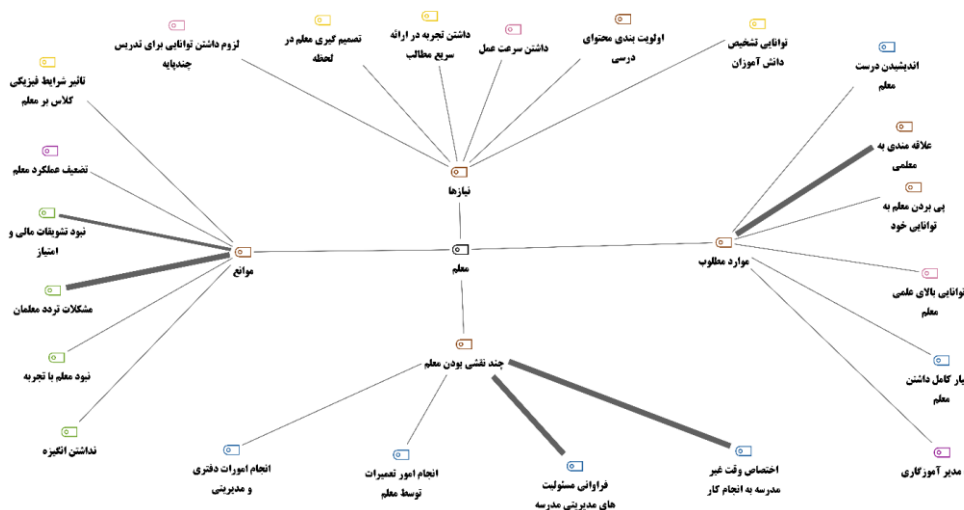 توانایی تشخیص
دانش آموزان
اولویت بندی محتوای
درسی
داشتن سرعت عمل
داشتن تجربه در ارائه
سریع مطالب
تصمیم گیری معلم در
لحظه
لزوم داشتن توانایی برای تدریس
چندپایه
نیازها
اندیشیدن درست
معلم
علاقه مندی به
معلمی
پی بردن معلم به
توانایی خود
موارد مطلوب
توانایی بالای علمی
معلم
یار کامل داشتن
معلم
مدیر آموزگاری
معلم
تاثیر شرایط فیزیکی
کلاس بر معلم
تضعیف عملکرد معلم
نبود تشویقات مالی و
امتیاز
موانع
مشکلات تردد معلمان
نبود معلم با تجربه
نداشتن انگیزه
چند نقشی بودن معلم
اختصاص وقت غیر
مدرسه به انجام کار
فراوانی مسئولیت
های مدیریتی مدرسه
انجام امور تعمیرات
توسط معلم
انجام امورات دفتری
و مدیریتی